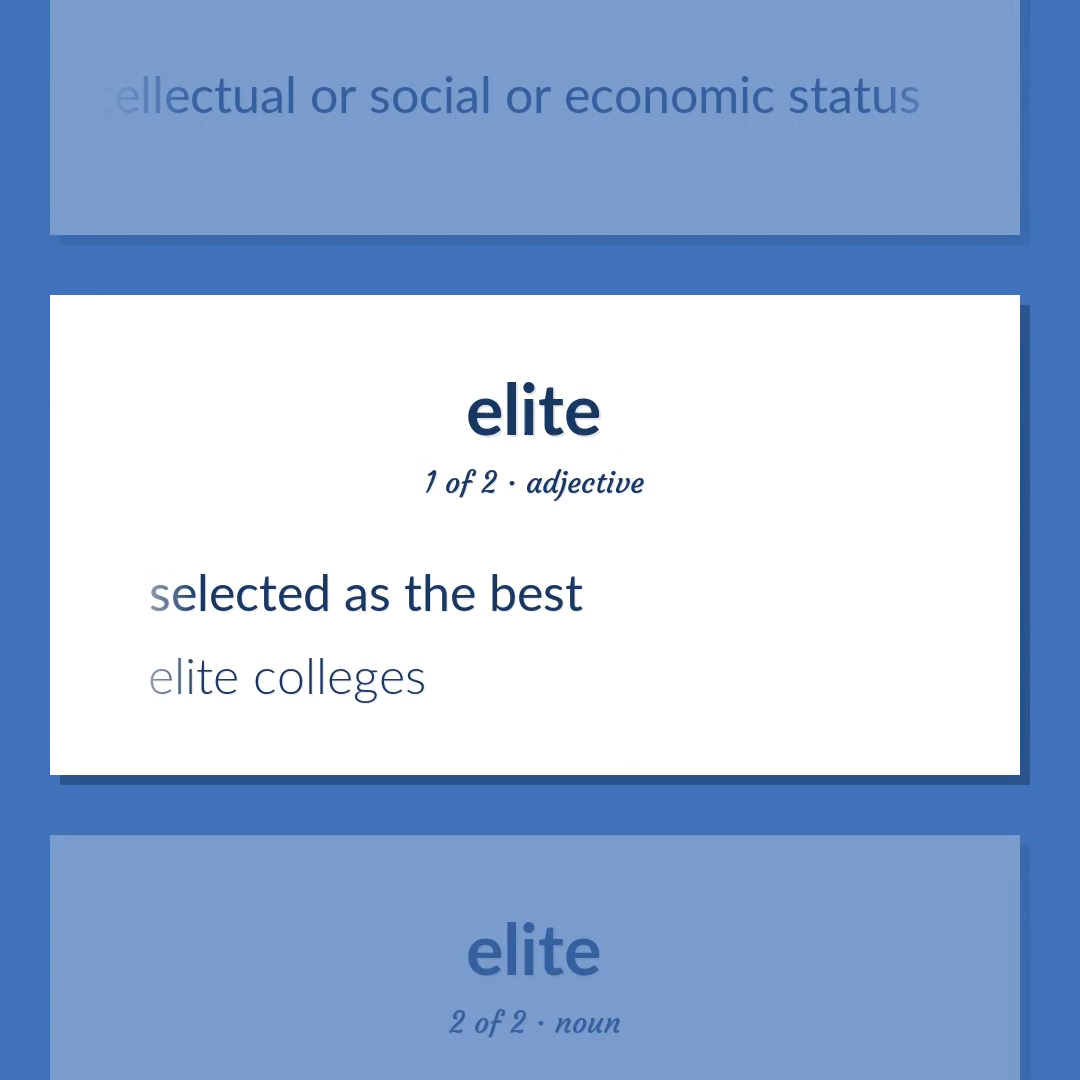 tellectual or social or economic status
elite
1 of 2 · adjective
selected as the best
elite colleges
elite
2 of 2 · noun